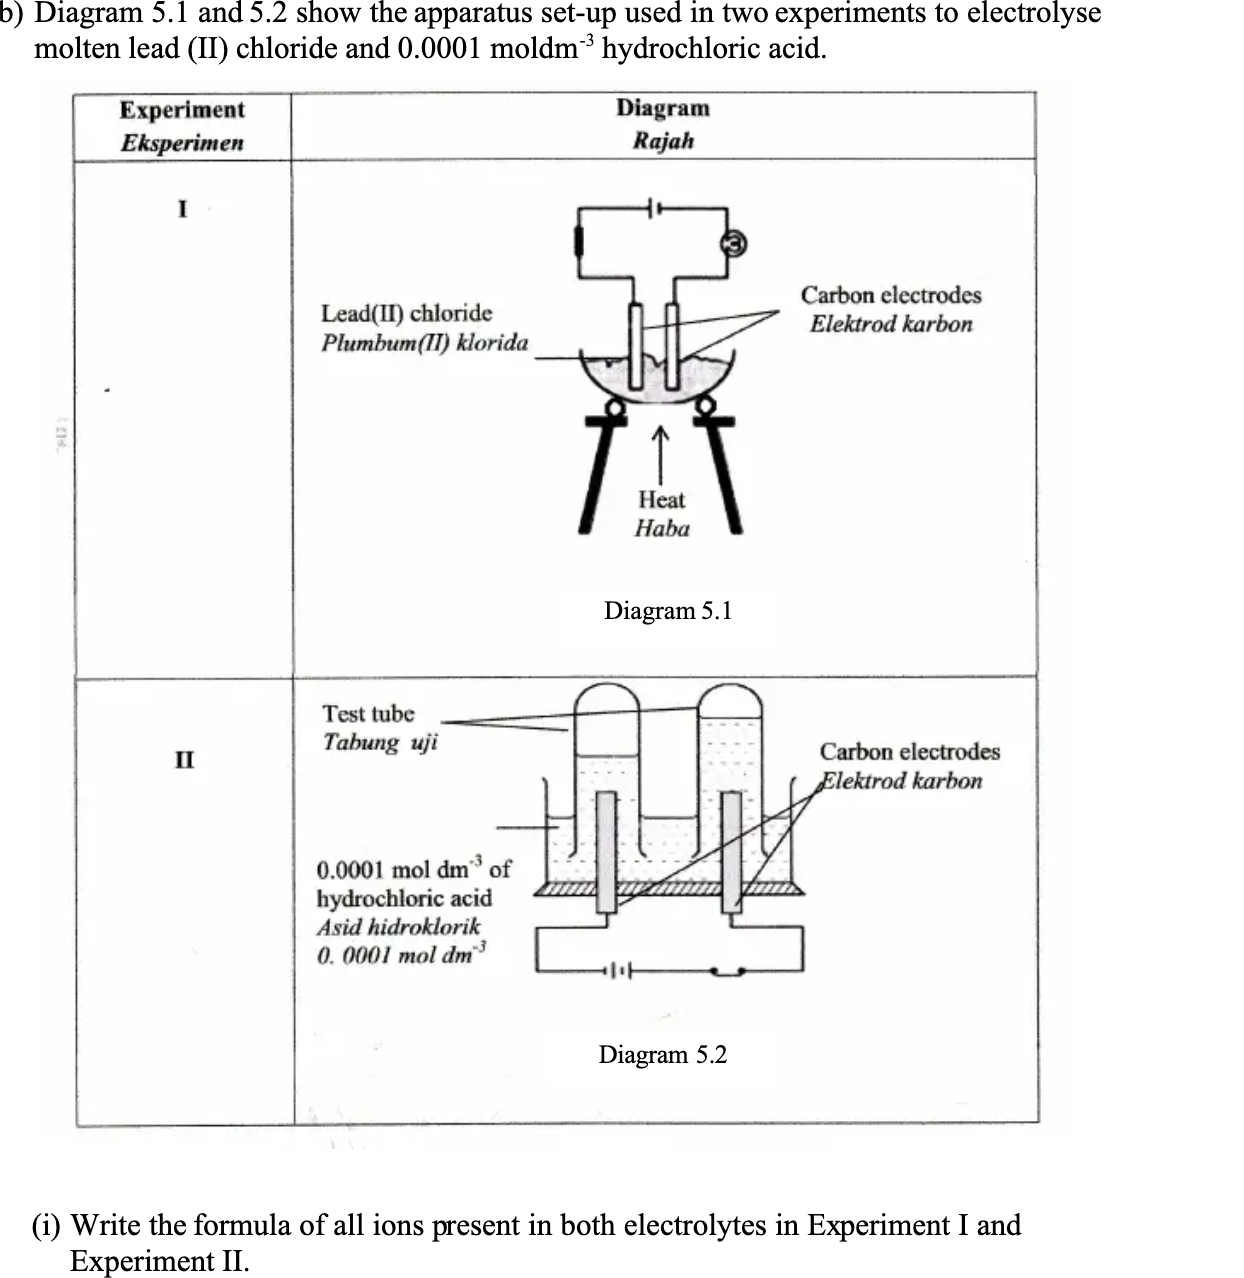 b) Diagram 5.1 and 5.2 show the apparatus set-up used in two experiments to electrolyse
molten lead (II) chloride and 0.0001 moldm⁻³ hydrochloric acid.
Experiment
Eksperimen
Diagram
Rajah
I
Lead(II) chloride
Plumbum(II) klorida
Carbon electrodes
Elektrod karbon
Heat
Haba
Diagram 5.1
II
Test tube
Tabung uji
Carbon electrodes
Elektrod karbon
0.0001 mol dm⁻³ of
hydrochloric acid
Asid hidroklorik
0. 0001 mol dm⁻³
Diagram 5.2
(i) Write the formula of all ions present in both electrolytes in Experiment I and
Experiment II.